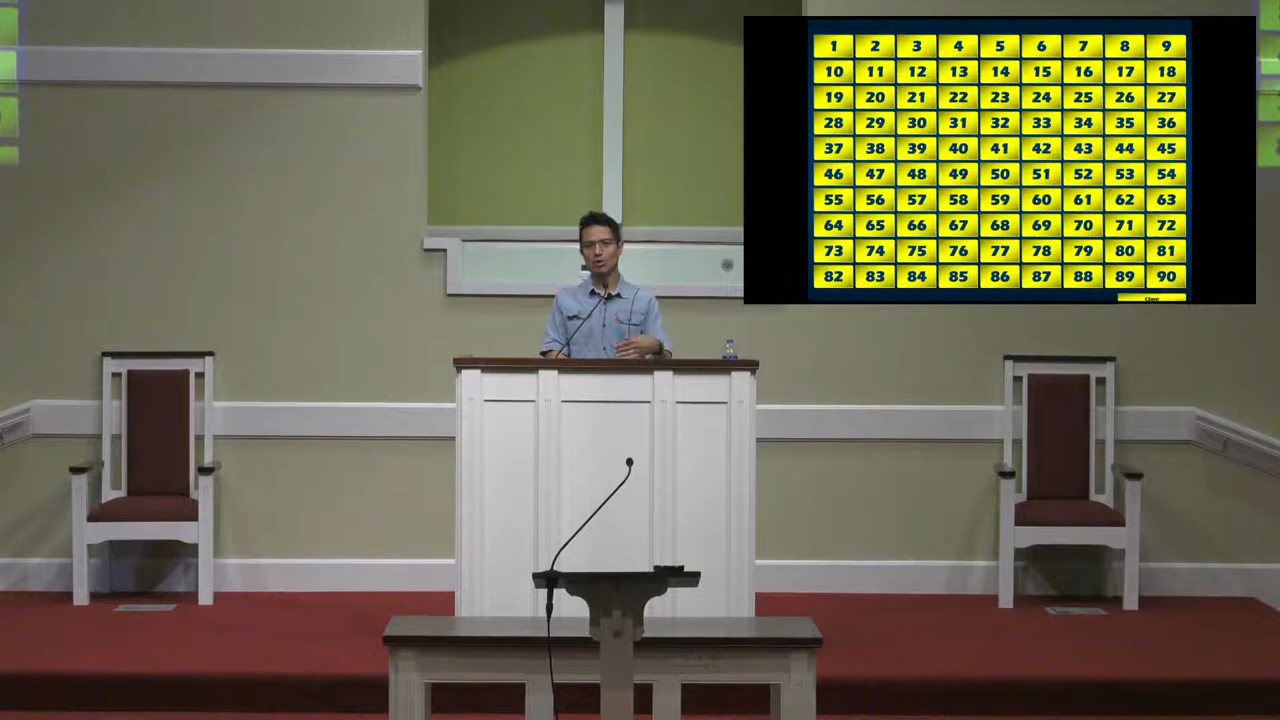 1 2 3 4 5 6 7 8 9
10 11 12 13 14 15 16 17 18
19 20 21 22 23 24 25 26 27
28 29 30 31 32 33 34 35 36
37 38 39 40 41 42 43 44 45
46 47 48 49 50 51 52 53 54
55 56 57 58 59 60 61 62 63
64 65 66 67 68 69 70 71 72
73 74 75 76 77 78 79 80 81
82 83 84 85 86 87 88 89 90